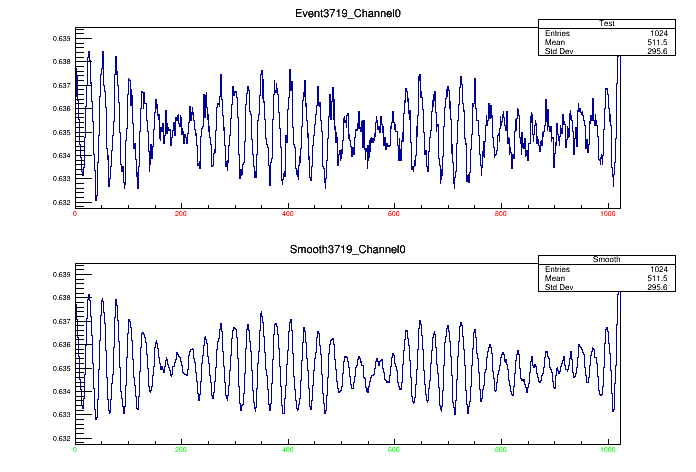 Event3719_Channel0
Test
Entries 1024
Mean 511.5
Std Dev 295.6
0.639
0.638
0.637
0.636
0.635
0.634
0.633
0.632
0 200 400 600 800 1000
Smooth3719_Channel0
Smooth
Entries 1024
Mean 511.5
Std Dev 295.6
0.639
0.638
0.637
0.636
0.635
0.634
0.633
0.632
0 200 400 600 800 1000